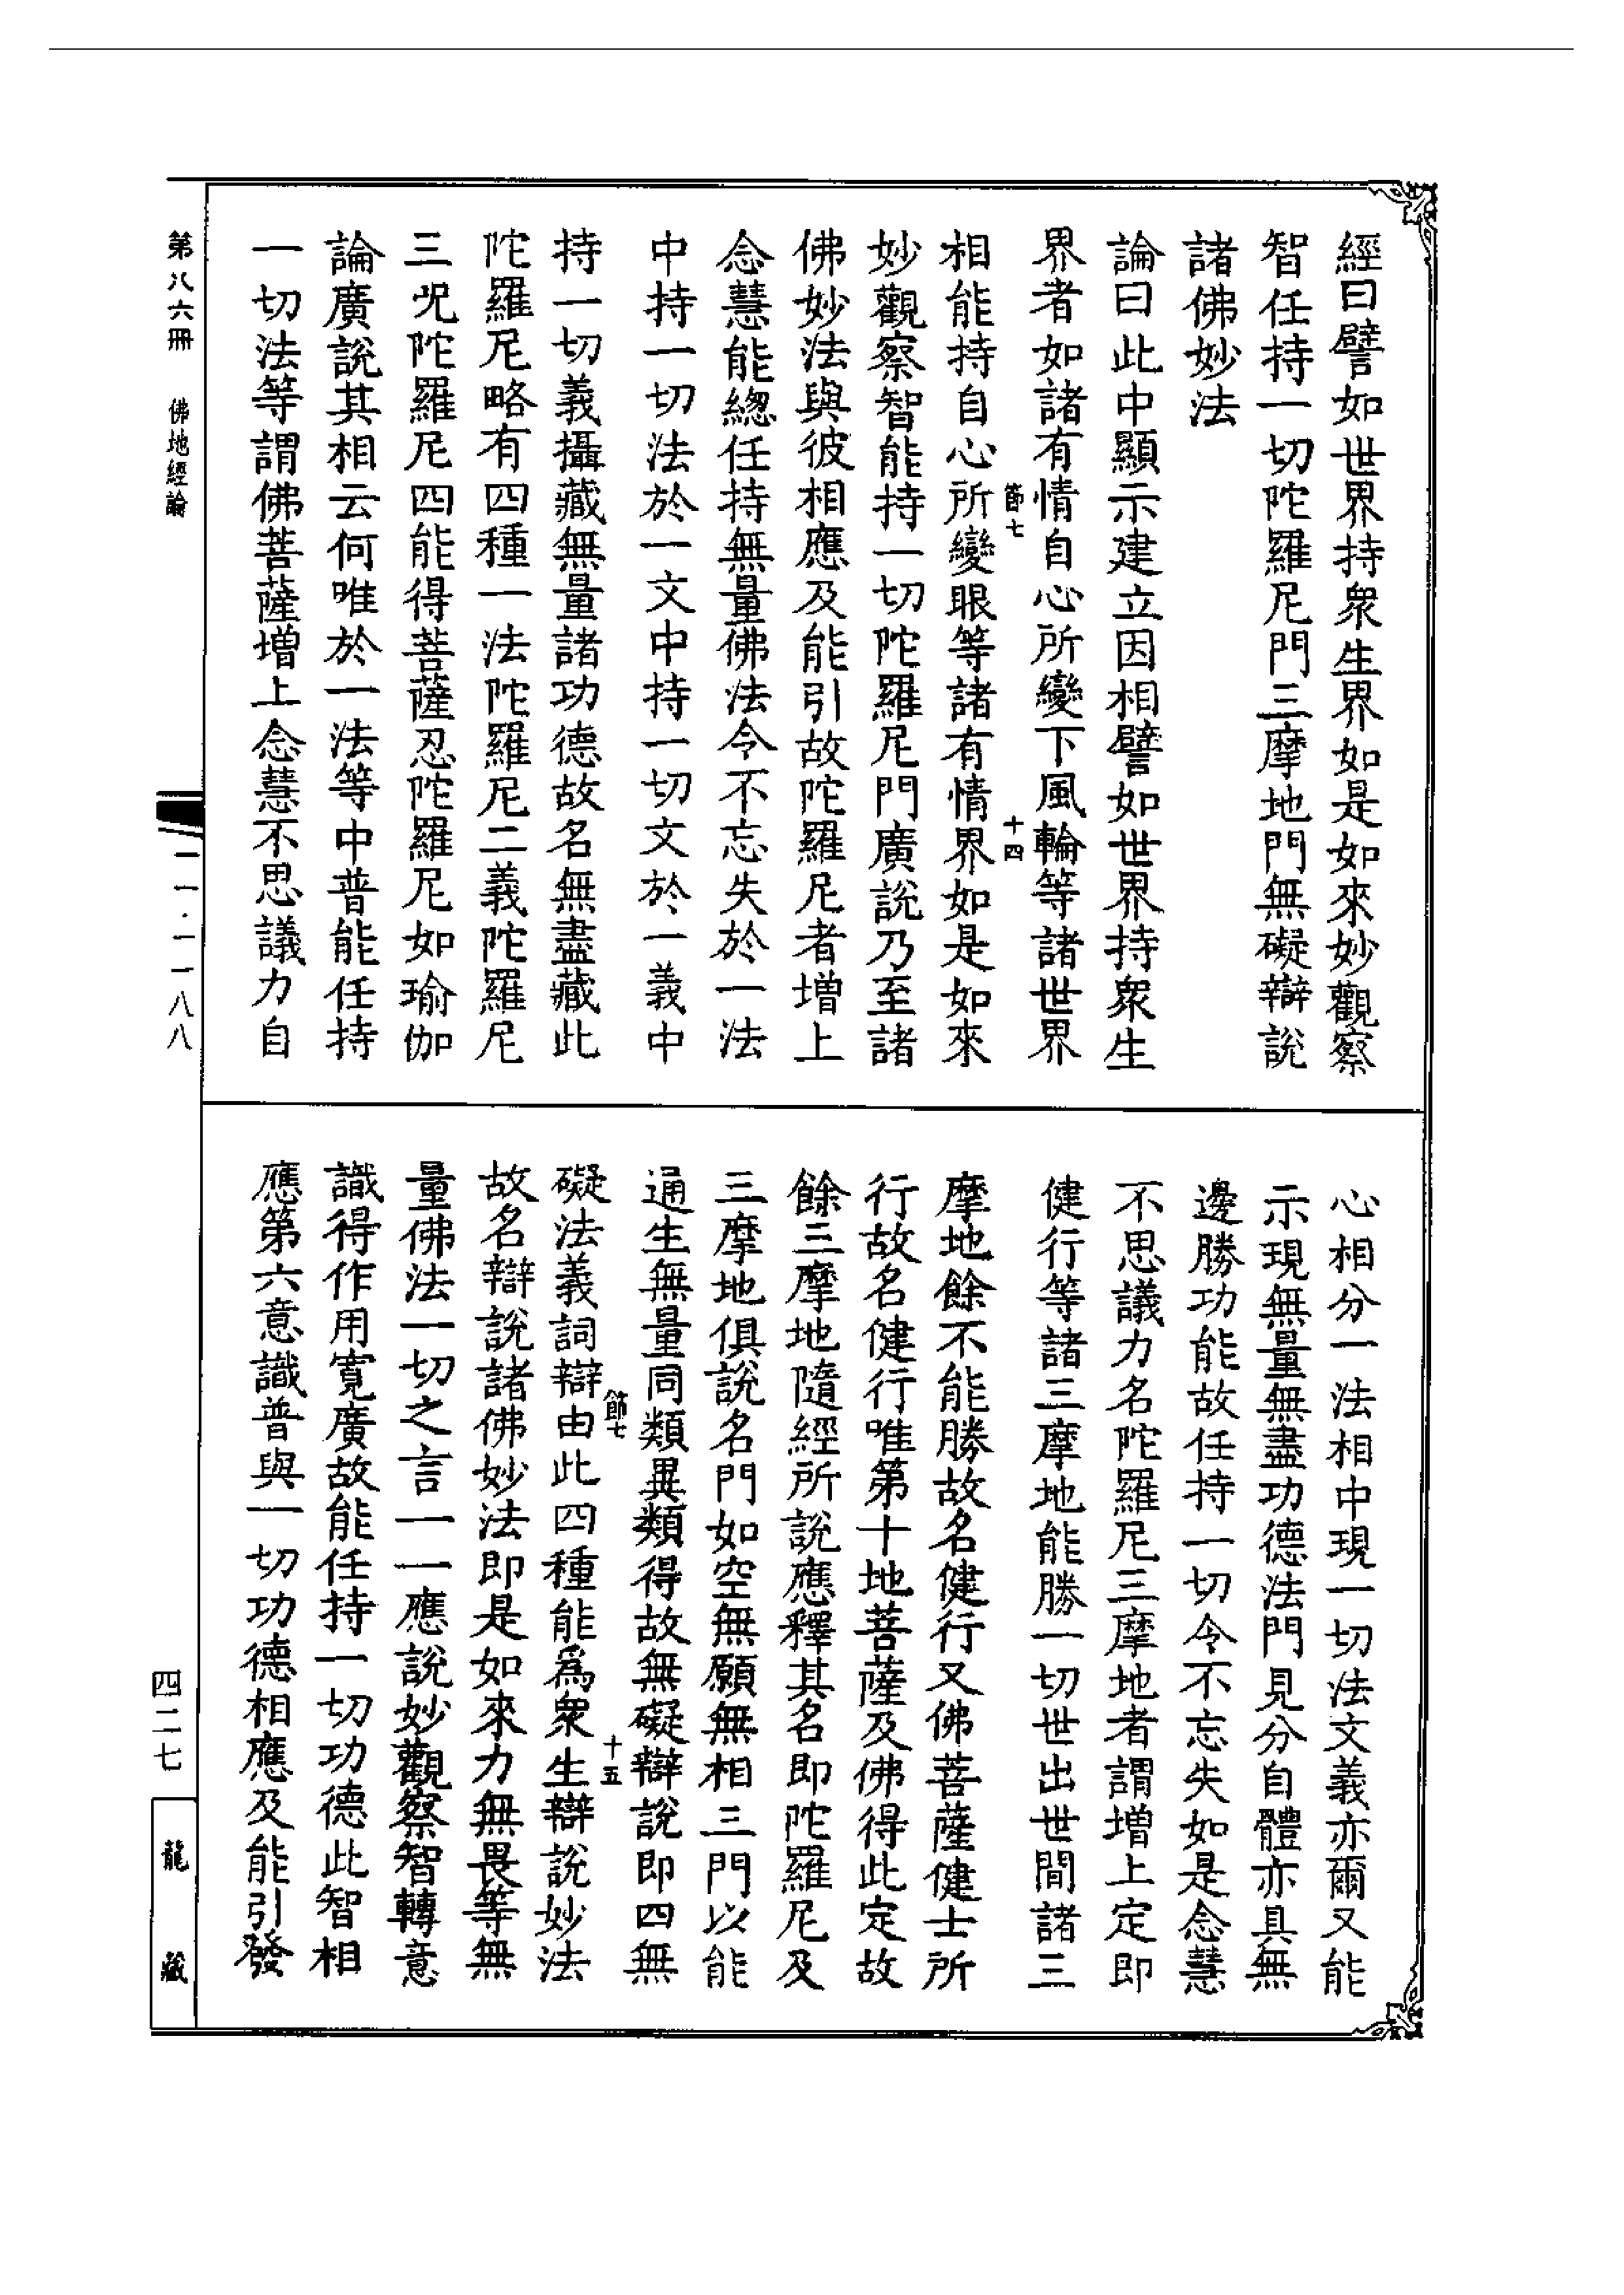 經曰譬如世界持衆生界如是如來妙觀察
智任持一切陀羅尼門三摩地門無礙辯說
諸佛妙法
論曰此中顯示建立因相譬如世界持衆生
界者如諸有情自心所變下風輪等諸世界
節七
十四
相能持自心所變眼等諸有情界如是如來
妙觀察智能持一切陀羅尼門廣說乃至諸
佛妙法與彼相應及能引故陀羅尼者增上
念慧能總任持無量佛法令不忘失於一法
中持一切法於一文中持一切文於一義中
持一切義攝藏無量諸功德故名無盡藏此
陀羅尼略有四種一法陀羅尼二義陀羅尼
三呪陀羅尼四能得菩薩忍陀羅尼如瑜伽
論廣說其相云何唯於一法等中普能任持
一切法等謂佛菩薩增上念慧不思議力自
心相分一法相中現一切法文義亦爾又能
示現無量無盡功德法門見分自體亦具無
邊勝功能故任持一切令不忘失如是念慧
不思議力名陀羅尼三摩地者謂增上定即
健行等諸三摩地能勝一切世出世間諸三
摩地餘不能勝故名健行又佛菩薩健士所
行故名健行唯第十地菩薩及佛得此定故
餘三摩地隨經所說應釋其名即陀羅尼及
三摩地俱說名門如空無願無相三門以能
通生無量同類異類得故無礙辯說即四無
節七
十五
礙法義詞辯由此四種能爲衆生辯說妙法
故名辯說諸佛妙法即是如來力無畏等無
量佛法一切之言一一應說妙觀察智轉意
識得作用寬廣故能任持一切功德此智相
應第六意識普與一切功德相應及能引發
第八六冊 佛地經論
一一·一一八八
四二七
龍藏